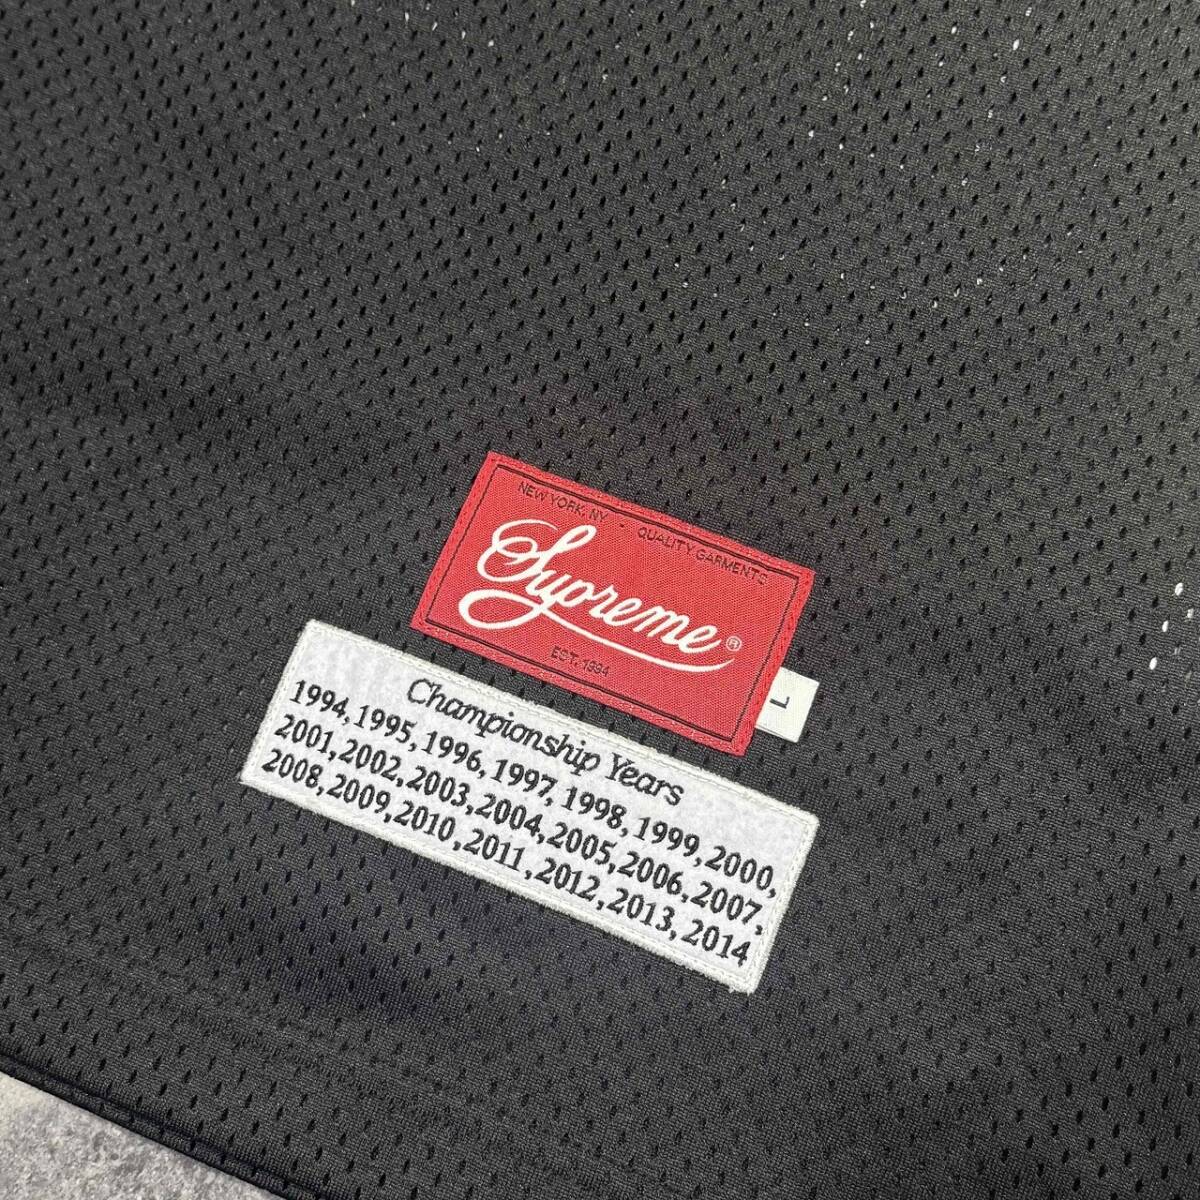 NEW YORK, NY · QUALITY GARMENTS
Supreme®
EST. 1994
L
Championship Years
1994,1995,1996,1997,1998,1999,2000,
2001,2002,2003,2004,2005,2006,2007,
2008,2009,2010,2011,2012,2013,2014